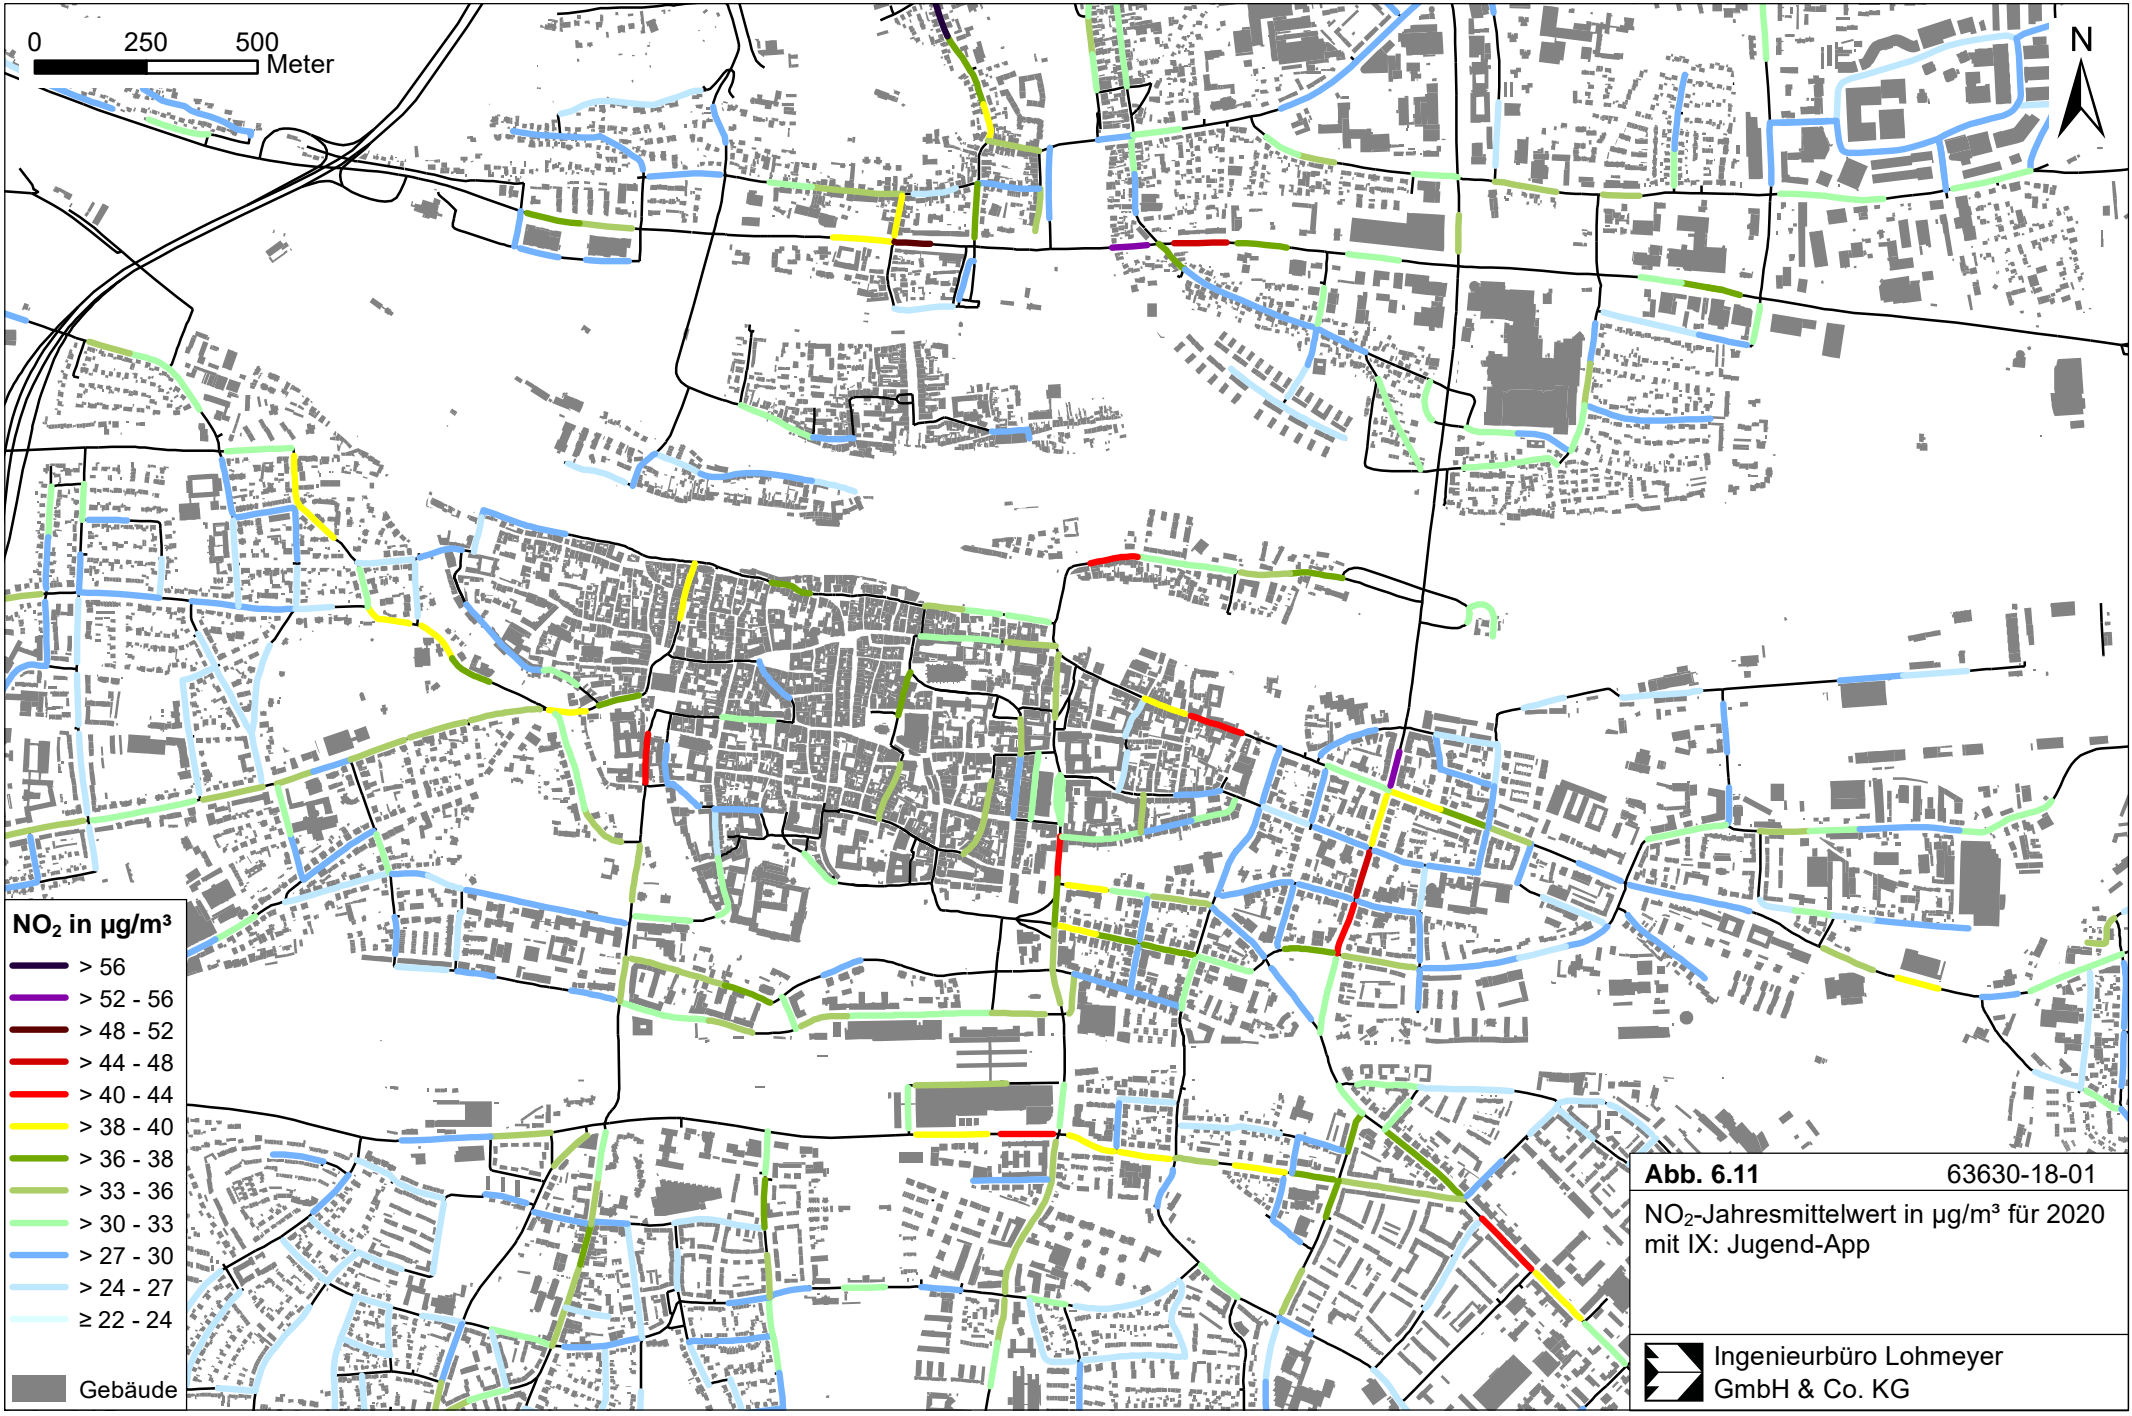 0 250 500
Meter
N
NO₂ in µg/m³
> 56
> 52 - 56
> 48 - 52
> 44 - 48
> 40 - 44
> 38 - 40
> 36 - 38
> 33 - 36
> 30 - 33
> 27 - 30
> 24 - 27
≥ 22 - 24
Gebäude
Abb. 6.11 63630-18-01
NO₂-Jahresmittelwert in µg/m³ für 2020
mit IX: Jugend-App
Ingenieurbüro Lohmeyer
GmbH & Co. KG